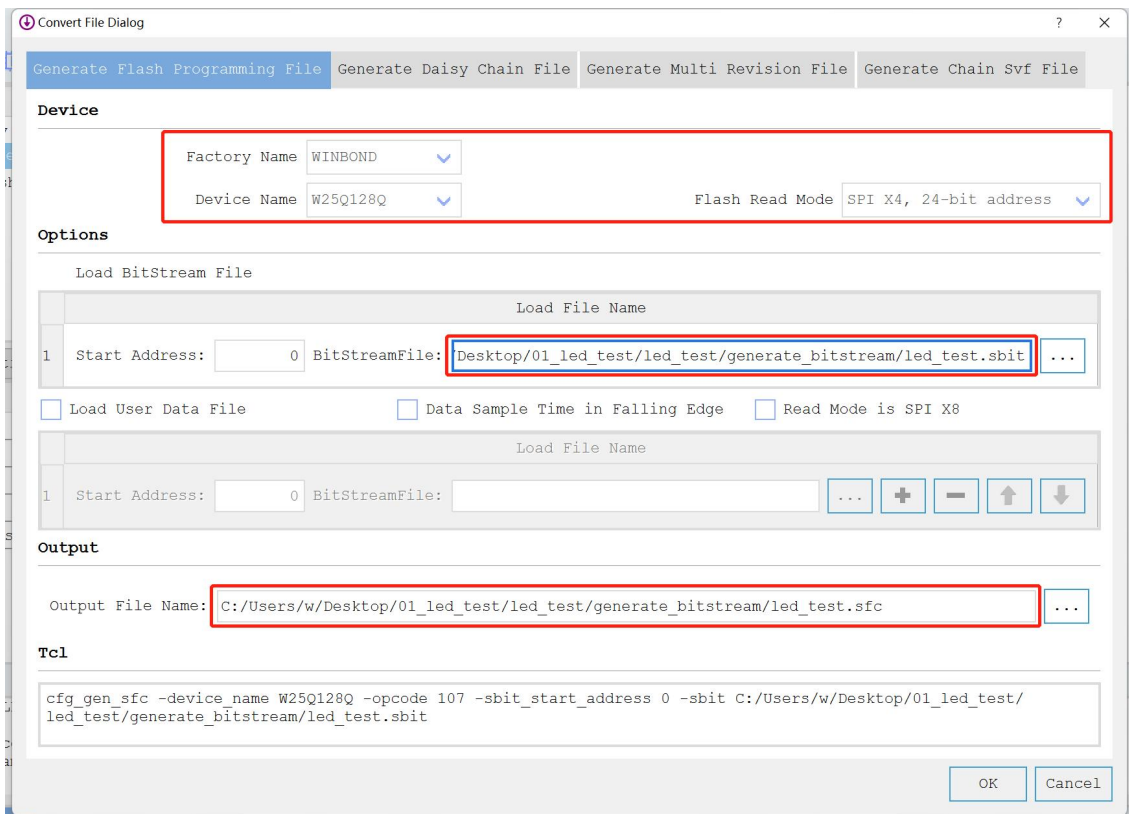 Convert File Dialog
?
Generate Flash Programming File Generate Daisy Chain File Generate Multi Revision File Generate Chain Svf File
Device
Factory Name WINBOND
Device Name W25Q128Q Flash Read Mode SPI X4, 24-bit address
Options
Load BitStream File
Load File Name
1 Start Address: 0 BitStreamFile: /Desktop/01_led_test/led_test/generate_bitstream/led_test.sbit ...
Load User Data File Data Sample Time in Falling Edge Read Mode is SPI X8
Load File Name
1 Start Address: 0 BitStreamFile: ...
Output
Output File Name: C:/Users/w/Desktop/01_led_test/led_test/generate_bitstream/led_test.sfc ...
Tcl
cfg_gen_sfc -device_name W25Q128Q -opcode 107 -sbit_start_address 0 -sbit C:/Users/w/Desktop/01_led_test/
led_test/generate_bitstream/led_test.sbit
OK Cancel